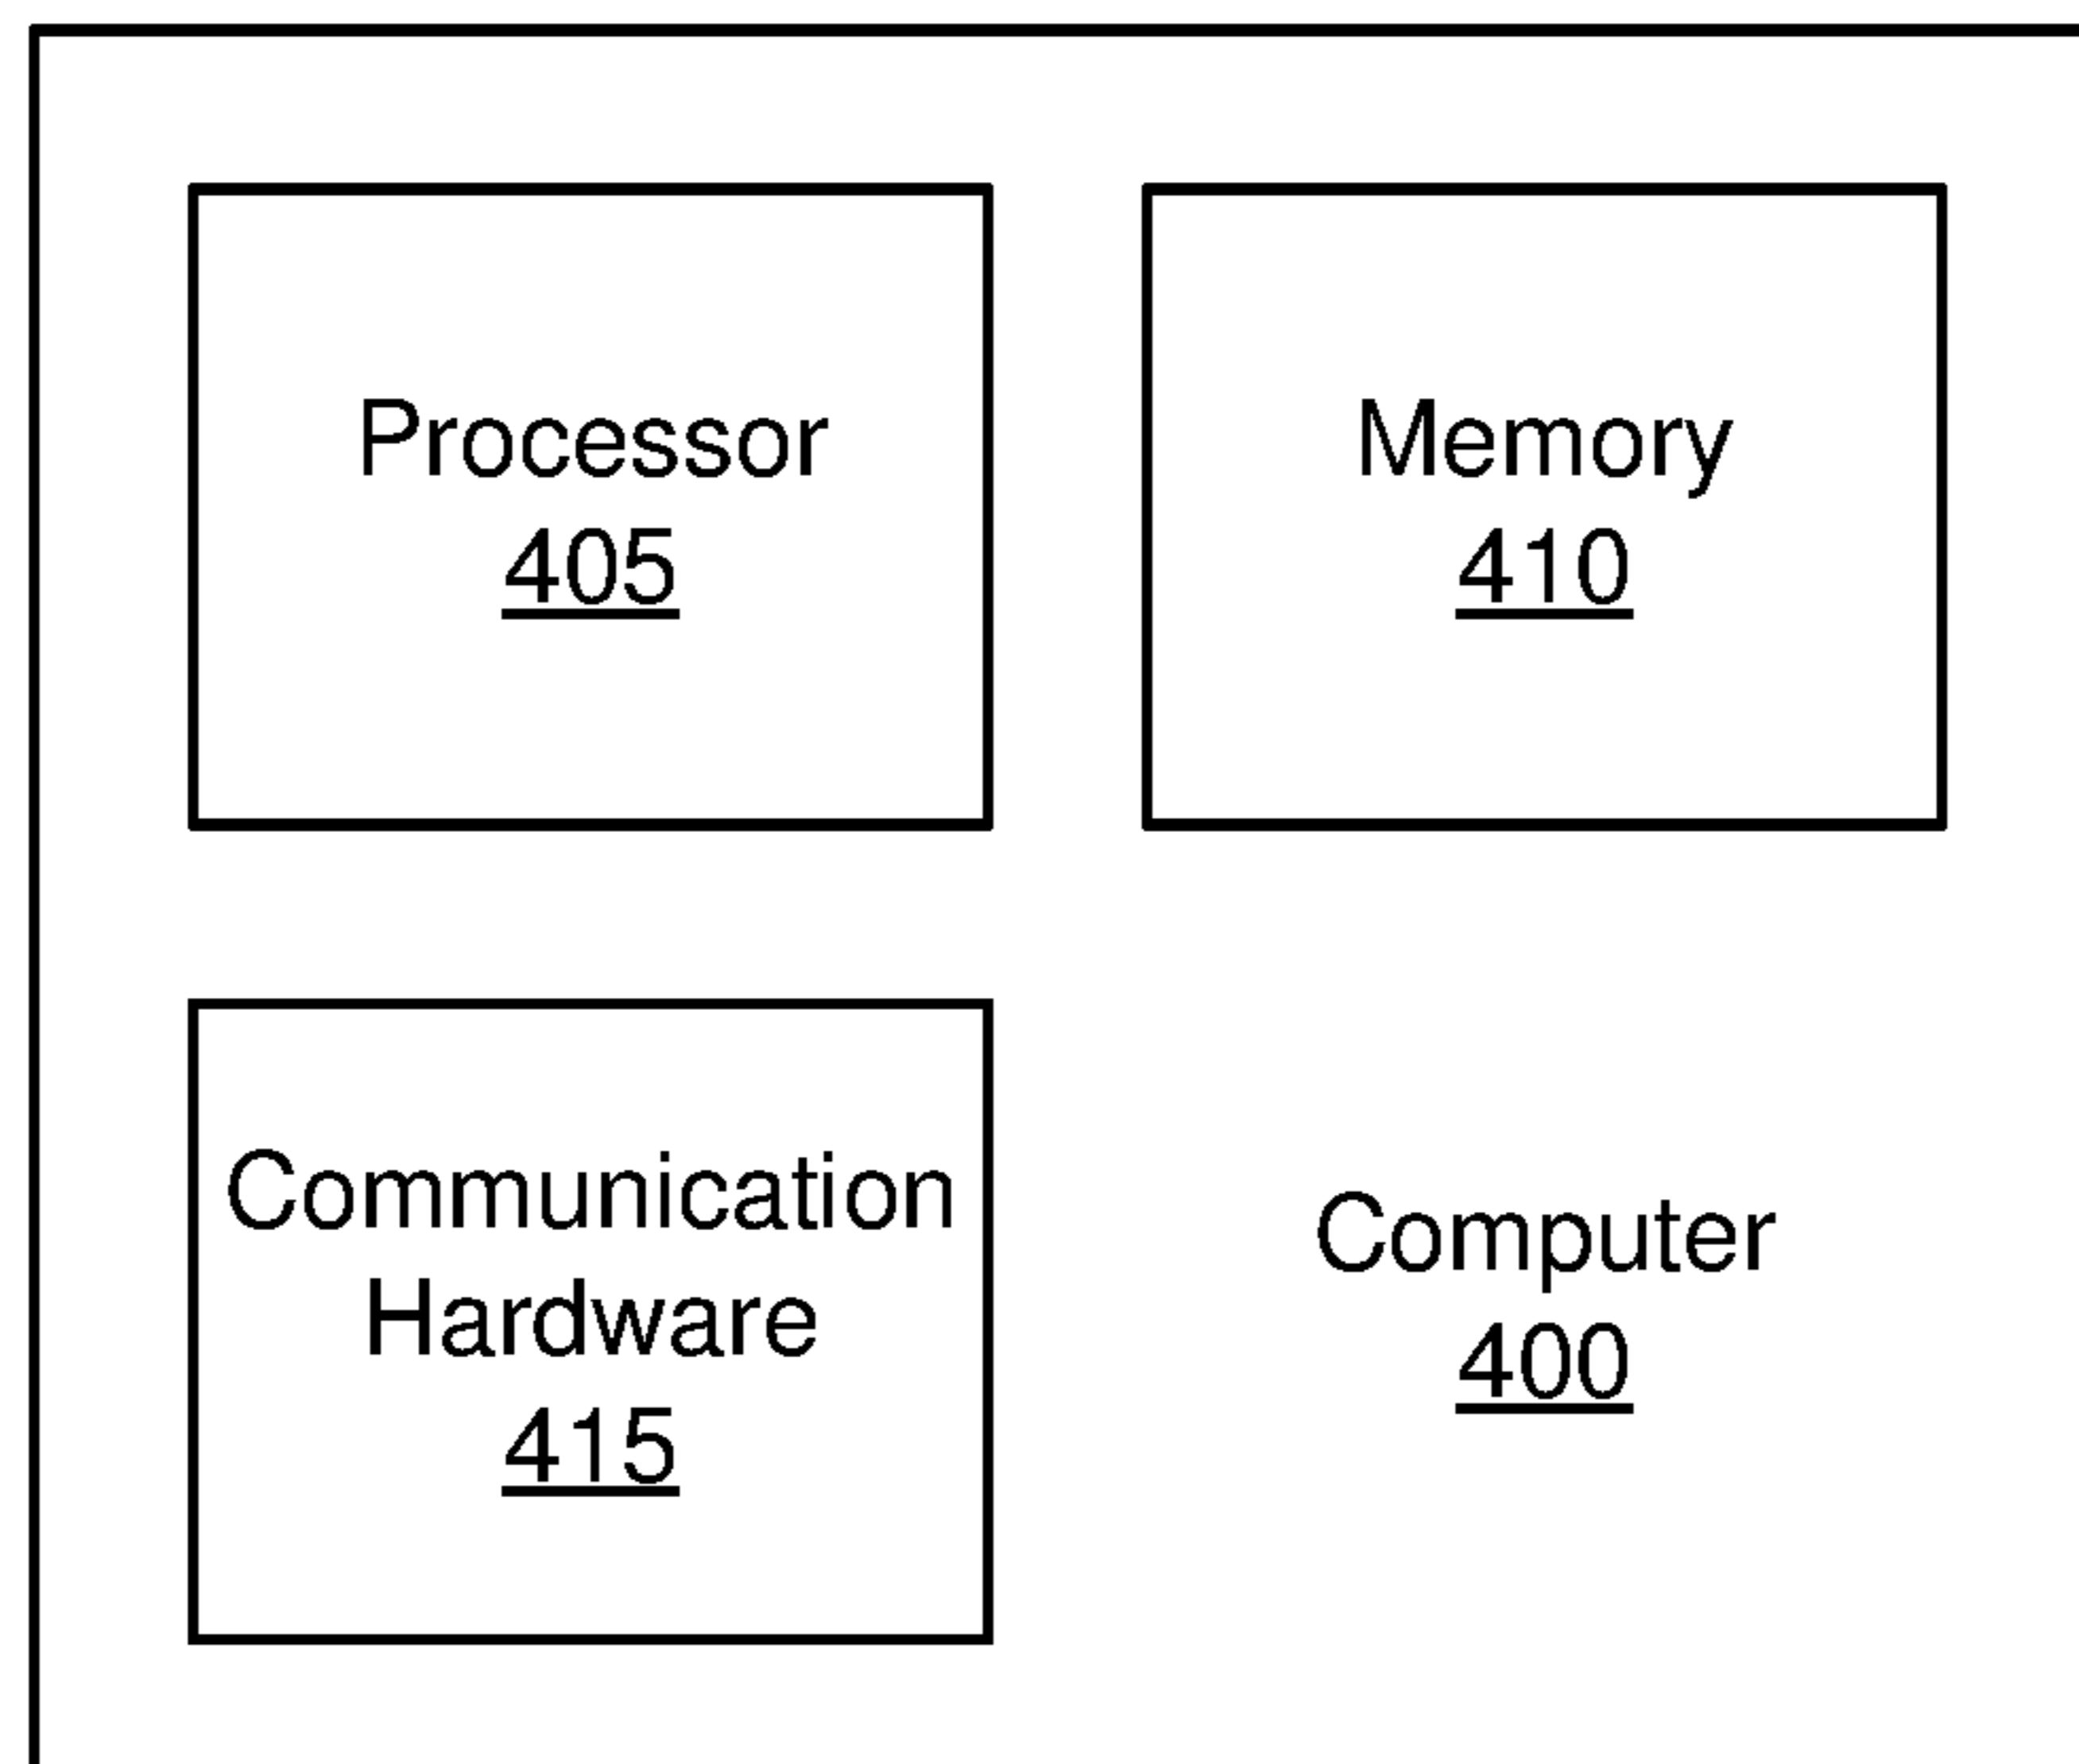 Processor
405
Memory
410
Communication
Hardware
415
Computer
400